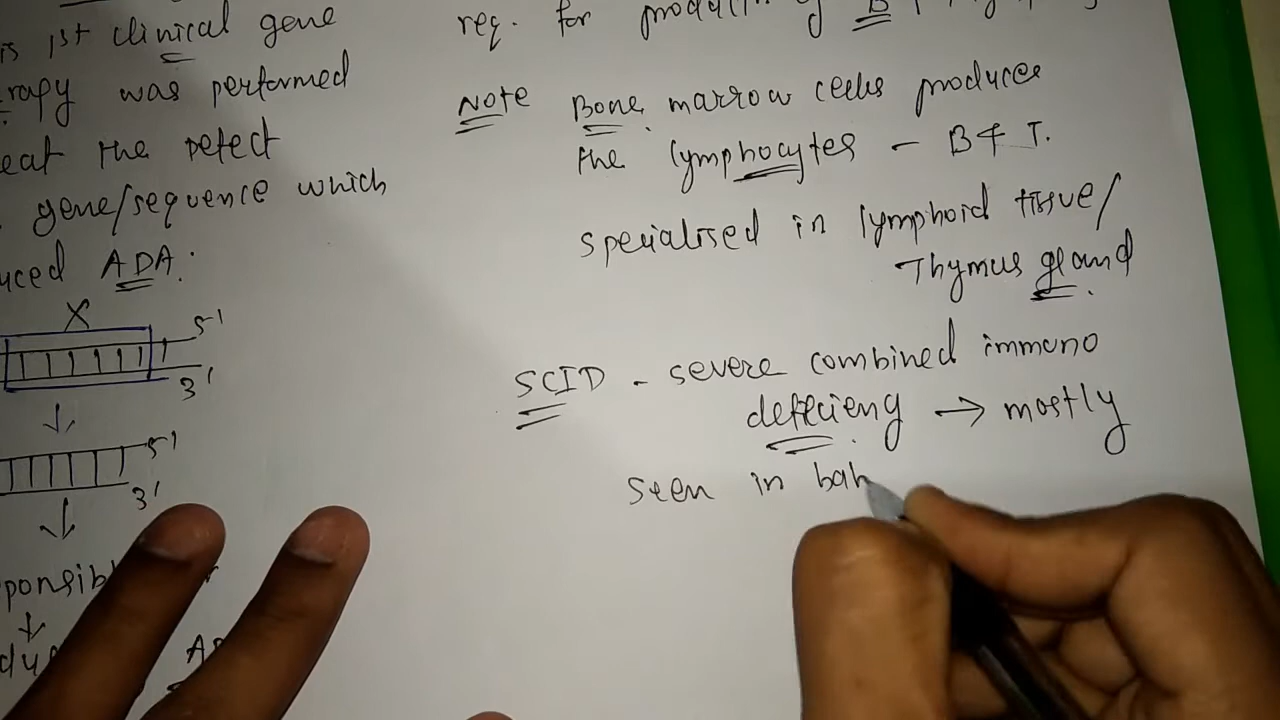 is 1st clinical gene
rapy was performed
eat the defect
gene/sequence which
uced ADA.
X
5'
3'
5'
3'
ponsib
req. for
Note Bone marrow cells produces
the lymphocytes - B & T.
specialised in lymphoid tissue/
Thymus gland
SCID - severe combined immuno
deficiency → mostly
seen in bab